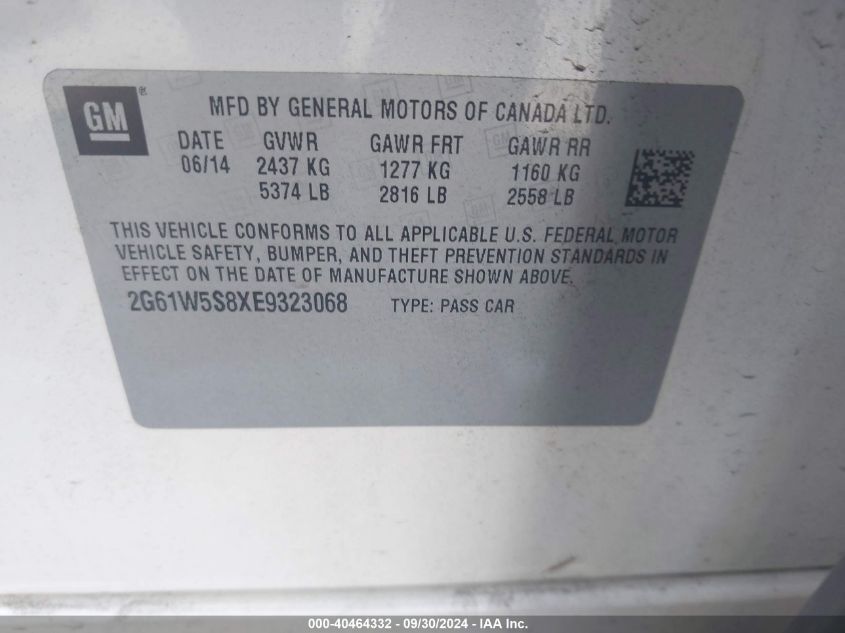 GM®
MFD BY GENERAL MOTORS OF CANADA LTD.
DATE GVWR GAWR FRT GAWR RR
06/14 2437 KG 1277 KG 1160 KG
5374 LB 2816 LB 2558 LB
THIS VEHICLE CONFORMS TO ALL APPLICABLE U.S. FEDERAL MOTOR
VEHICLE SAFETY, BUMPER, AND THEFT PREVENTION STANDARDS IN
EFFECT ON THE DATE OF MANUFACTURE SHOWN ABOVE.
2G61W5S8XE9323068 TYPE: PASS CAR
000-40464332 - 09/30/2024 - IAA Inc.